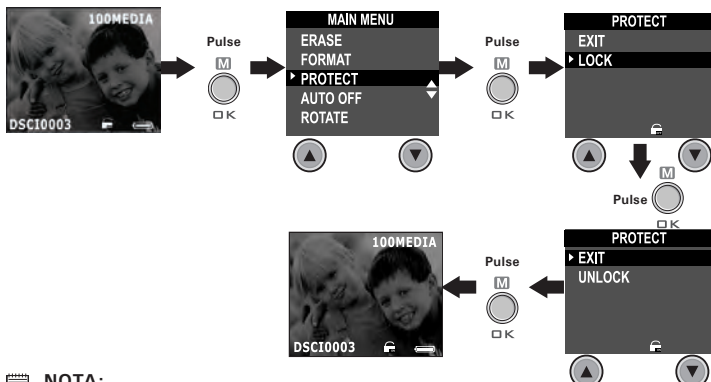 100MEDIA
DSCI0003
Pulse
M
OK
MAIN MENU
ERASE
FORMAT
PROTECT
AUTO OFF
ROTATE
Pulse
M
OK
PROTECT
EXIT
LOCK
Pulse
M
OK
PROTECT
EXIT
UNLOCK
Pulse
M
OK
100MEDIA
DSCI0003
NOTA: